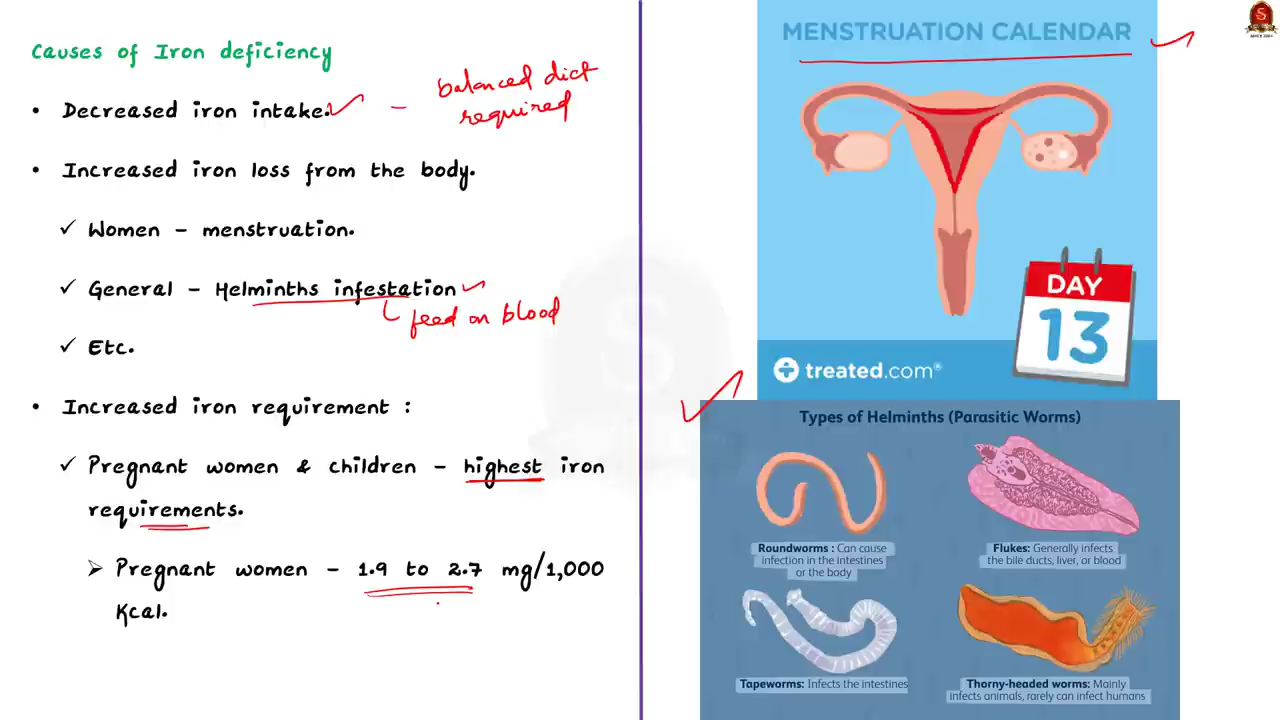 Causes of Iron deficiency
• Decreased iron intake. – balanced diet
required
• Increased iron loss from the body.
✓ Women – menstruation.
✓ General – Helminths infestation
feed on blood
✓ Etc.
• Increased iron requirement :
✓ Pregnant women & children – highest iron
requirements.
➢ Pregnant women – 1.9 to 2.7 mg/1,000
Kcal.
MENSTRUATION CALENDAR
DAY
13
treated.com®
Types of Helminths (Parasitic Worms)
Roundworms : Can cause
infection in the intestines
or the body
Flukes: Generally infects
the bile ducts, liver, or blood
Tapeworms: Infects the intestines
Thorny-headed worms: Mainly
infects animals, rarely can infect humans